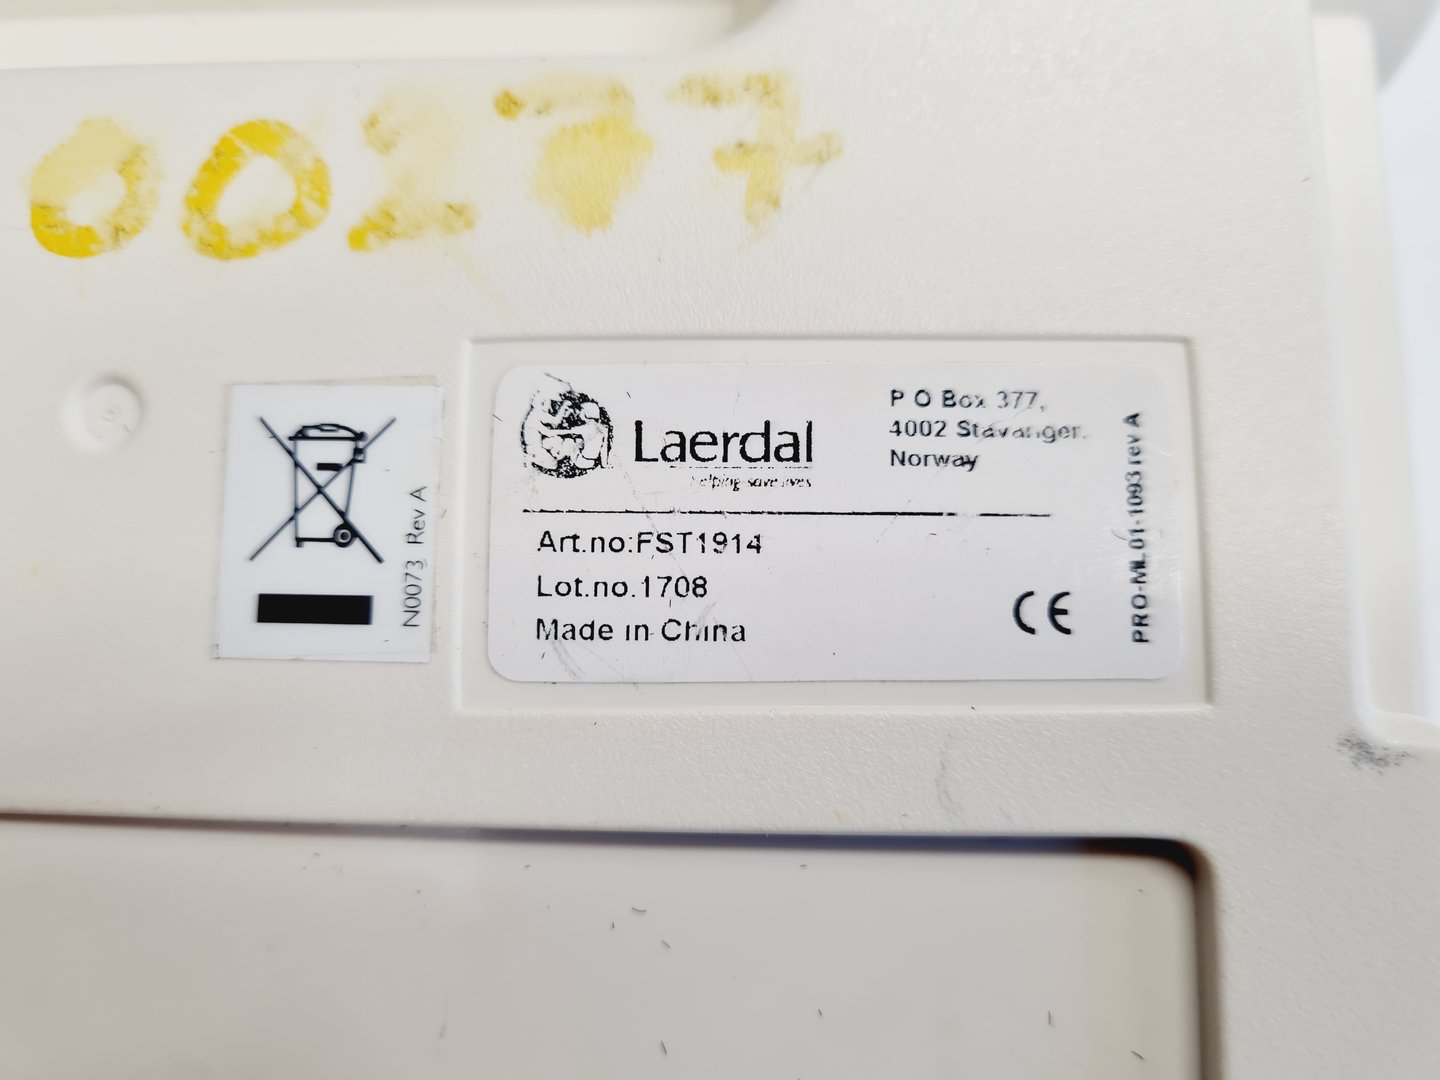 00277
Laerdal
helping save lives
P O Box 377,
4002 Stavanger.
Norway
Art.no:FST1914
Lot.no.1708
Made in China
CE
PRO-ML01-1093 rev A
N0073 Rev A